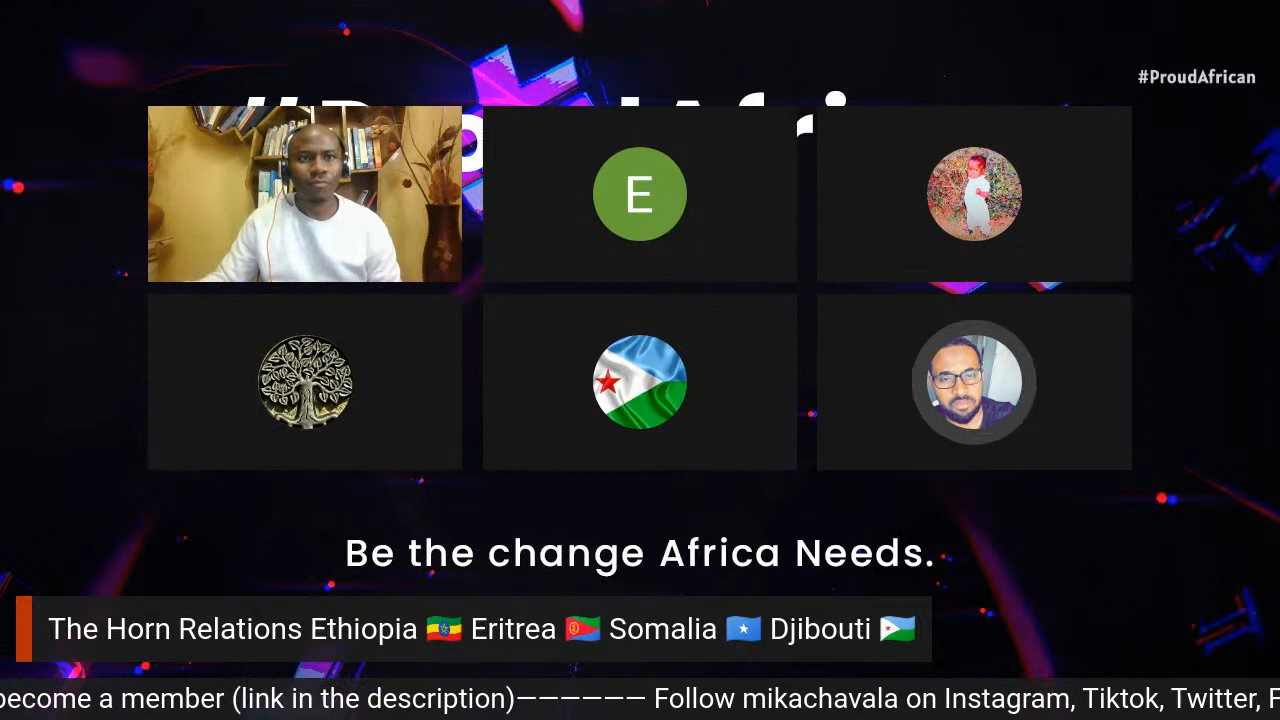 #ProudAfrican
E
Be the change Africa Needs.
The Horn Relations Ethiopia 🇪🇹 Eritrea 🇪🇷 Somalia 🇸🇴 Djibouti 🇩🇯
become a member (link in the description)—————— Follow mikachavala on Instagram, Tiktok, Twitter, F